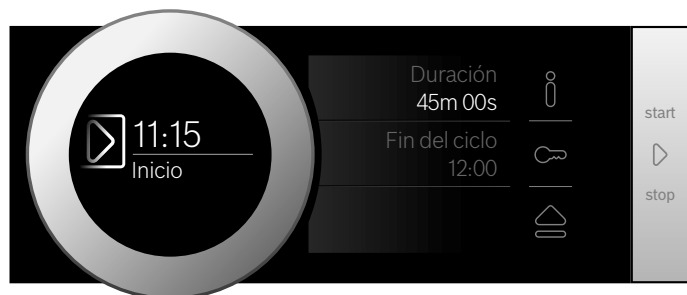 11:15
Inicio
Duración
45m 00s
Fin del ciclo
12:00
start
stop